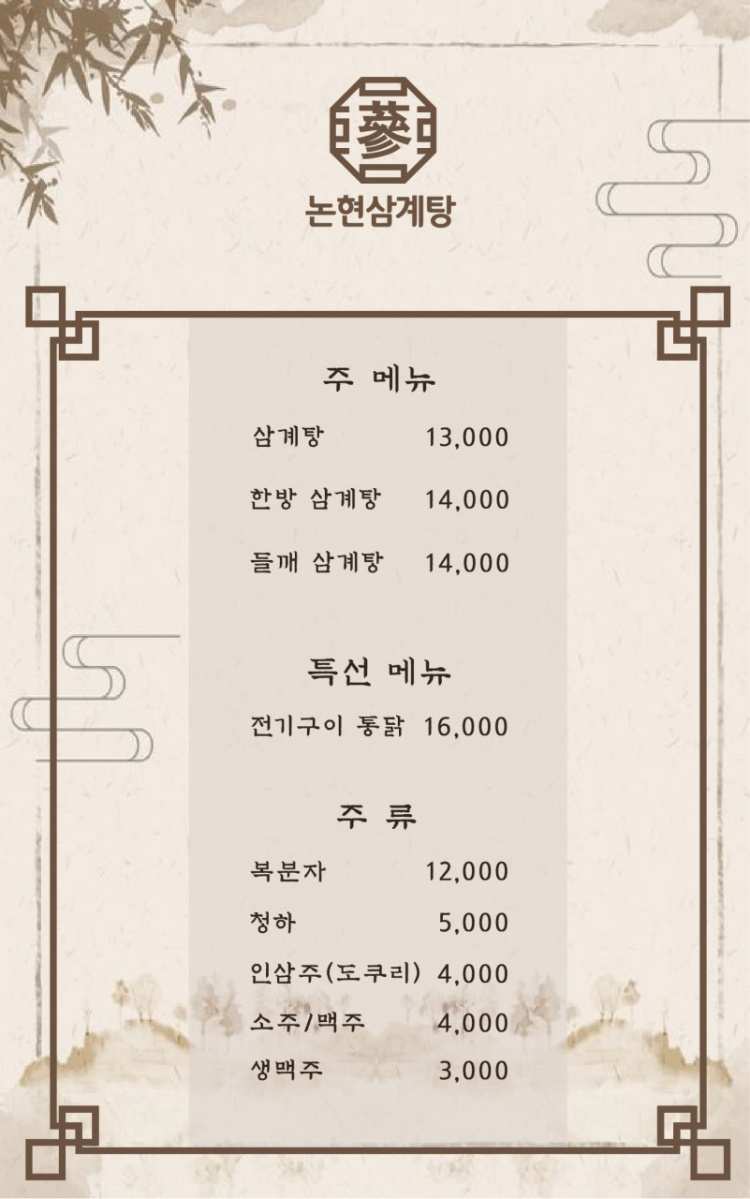 蔘
논현삼계탕
주 메뉴
삼계탕 13,000
한방 삼계탕 14,000
들깨 삼계탕 14,000
특선 메뉴
전기구이 통닭 16,000
주 류
복분자 12,000
청하 5,000
인삼주(도쿠리) 4,000
소주/맥주 4,000
생맥주 3,000